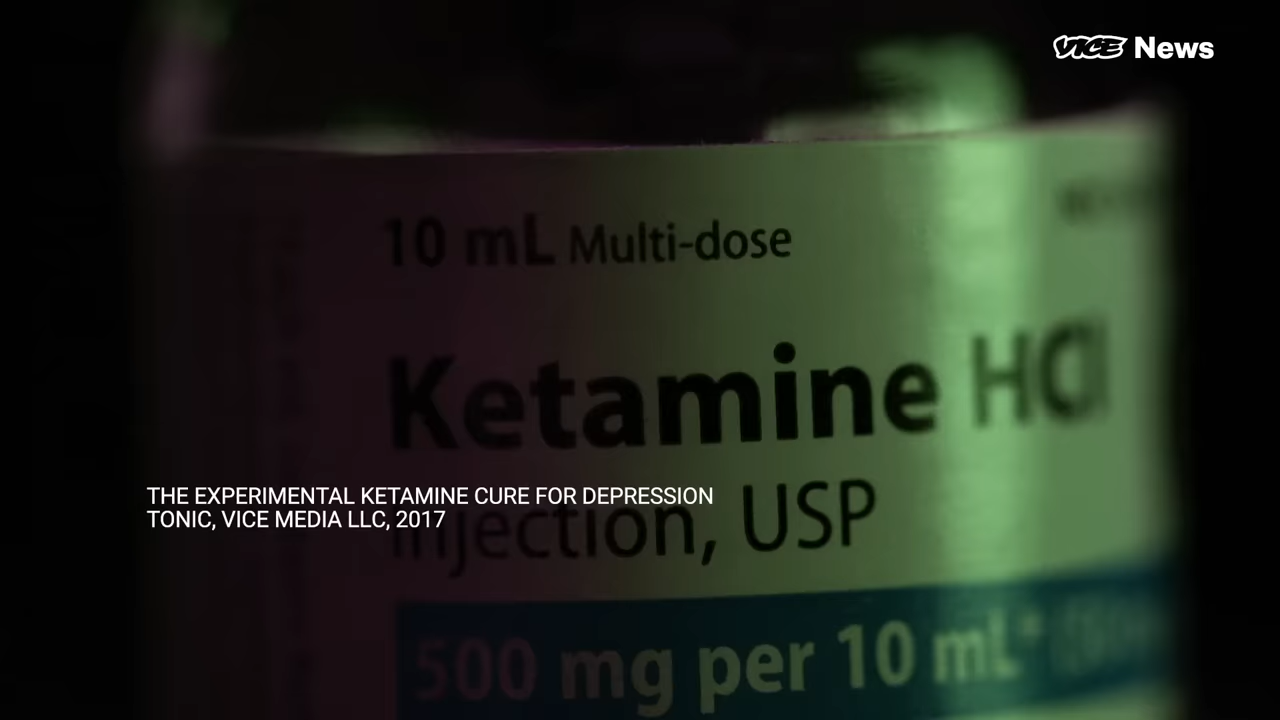 VICE News
10 mL Multi-dose
Ketamine HCl
THE EXPERIMENTAL KETAMINE CURE FOR DEPRESSION
TONIC, VICE MEDIA LLC, 2017
Injection, USP
500 mg per 10 mL*